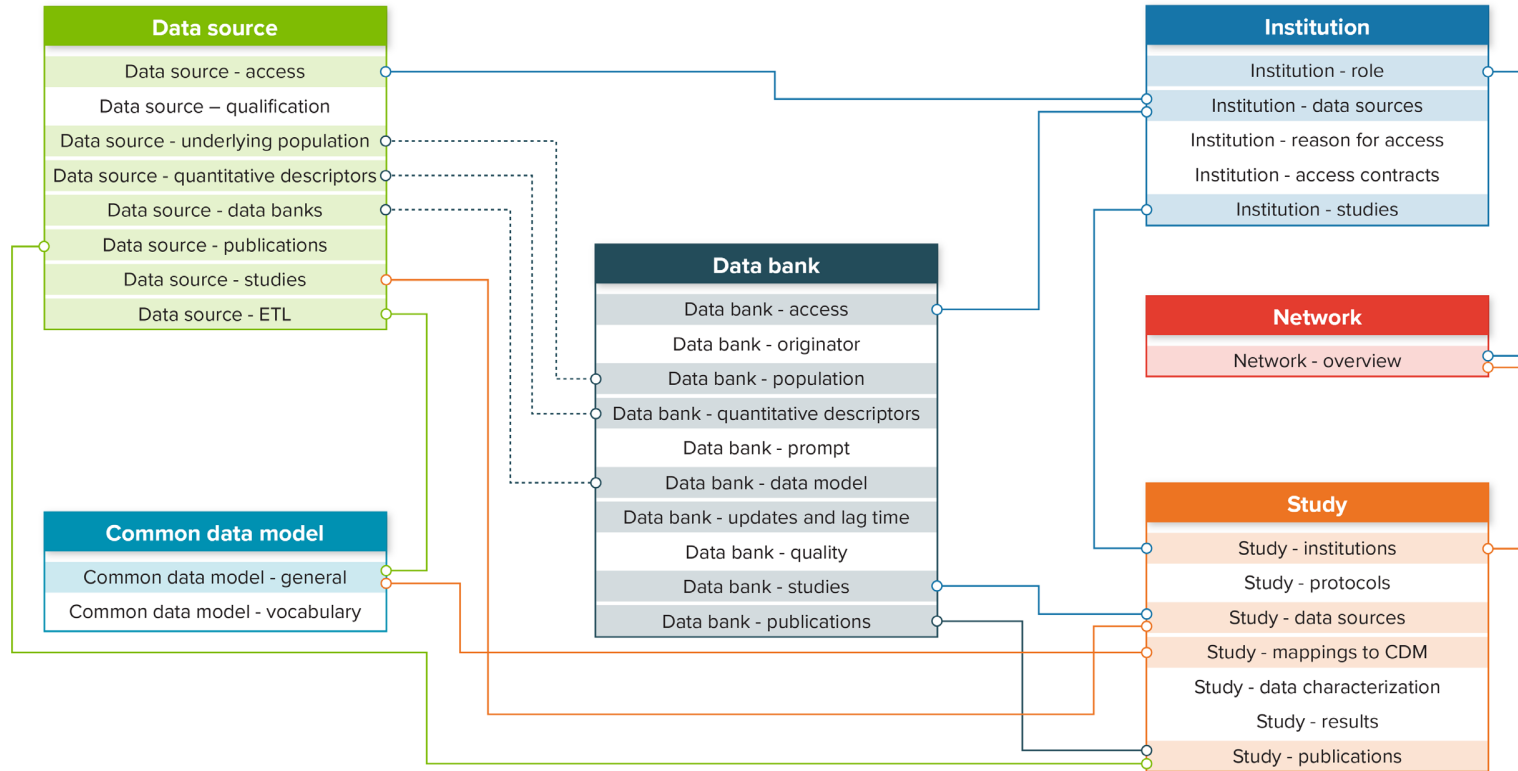 Data source
Data source - access
Data source – qualification
Data source - underlying population
Data source - quantitative descriptors
Data source - data banks
Data source - publications
Data source - studies
Data source - ETL
Common data model
Common data model - general
Common data model - vocabulary
Data bank
Data bank - access
Data bank - originator
Data bank - population
Data bank - quantitative descriptors
Data bank - prompt
Data bank - data model
Data bank - updates and lag time
Data bank - quality
Data bank - studies
Data bank - publications
Institution
Institution - role
Institution - data sources
Institution - reason for access
Institution - access contracts
Institution - studies
Network
Network - overview
Study
Study - institutions
Study - protocols
Study - data sources
Study - mappings to CDM
Study - data characterization
Study - results
Study - publications